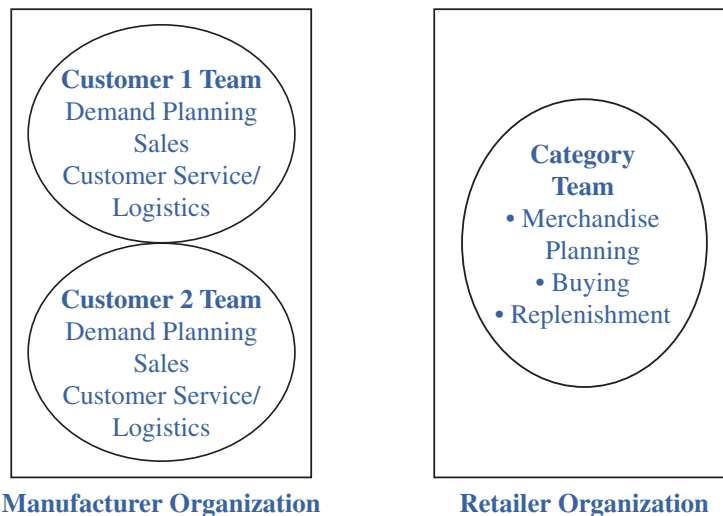 Customer 1 Team
Demand Planning
Sales
Customer Service/
Logistics
Customer 2 Team
Demand Planning
Sales
Customer Service/
Logistics
Manufacturer Organization
Category
Team
• Merchandise
Planning
• Buying
• Replenishment
Retailer Organization